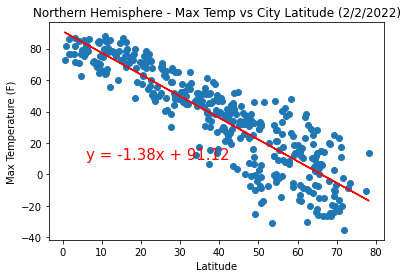 Northern Hemisphere - Max Temp vs City Latitude (2/2/2022)
Max Temperature (F)
80
60
40
20
0
−20
−40
y = -1.38x + 91.12
0 10 20 30 40 50 60 70 80
Latitude